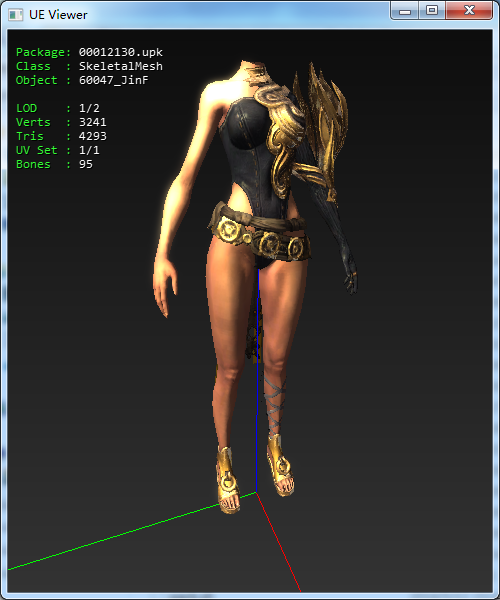 UE Viewer
Package: 00012130.upk
Class : SkeletalMesh
Object : 60047_JinF
LOD : 1/2
Verts : 3241
Tris : 4293
UV Set : 1/1
Bones : 95